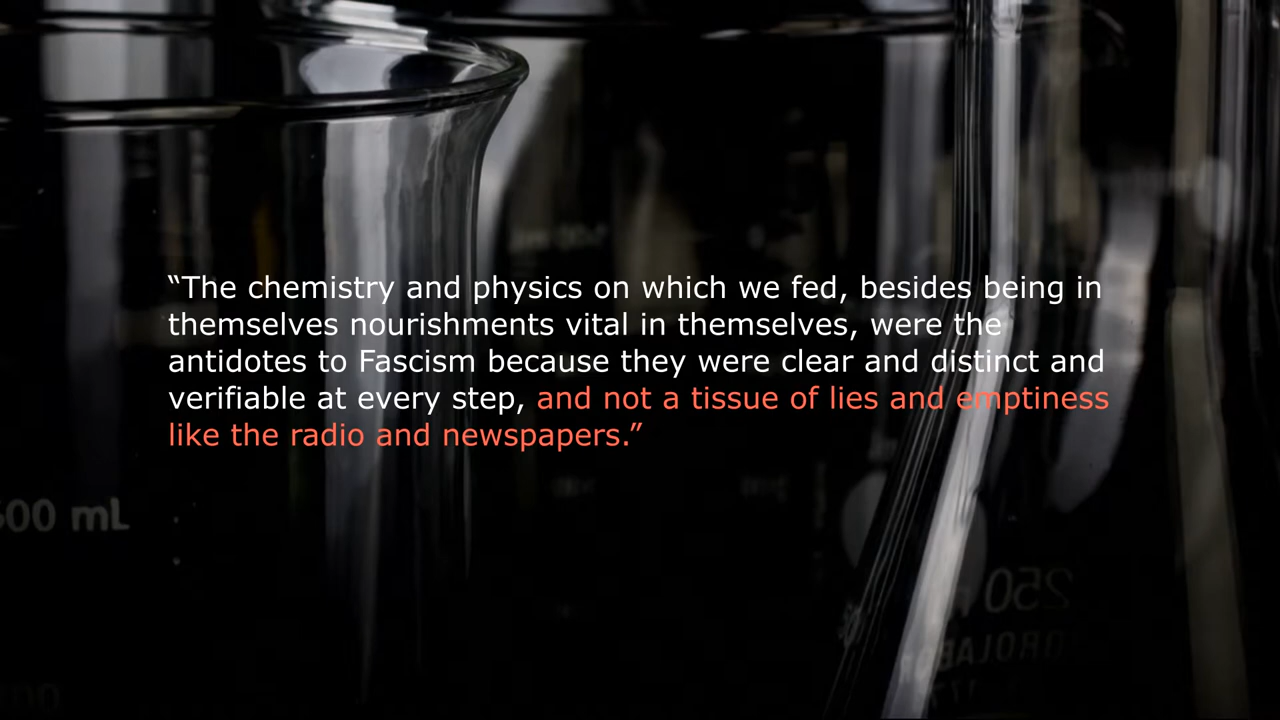 “The chemistry and physics on which we fed, besides being in
themselves nourishments vital in themselves, were the
antidotes to Fascism because they were clear and distinct and
verifiable at every step, and not a tissue of lies and emptiness
like the radio and newspapers.”
00 mL
250